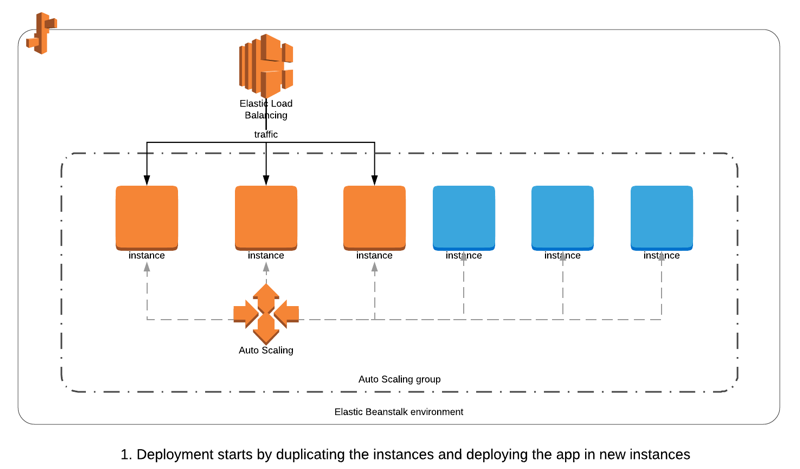 Elastic Load
Balancing
traffic
instance
instance
instance
instance
instance
instance
Auto Scaling
Auto Scaling group
Elastic Beanstalk environment
1. Deployment starts by duplicating the instances and deploying the app in new instances